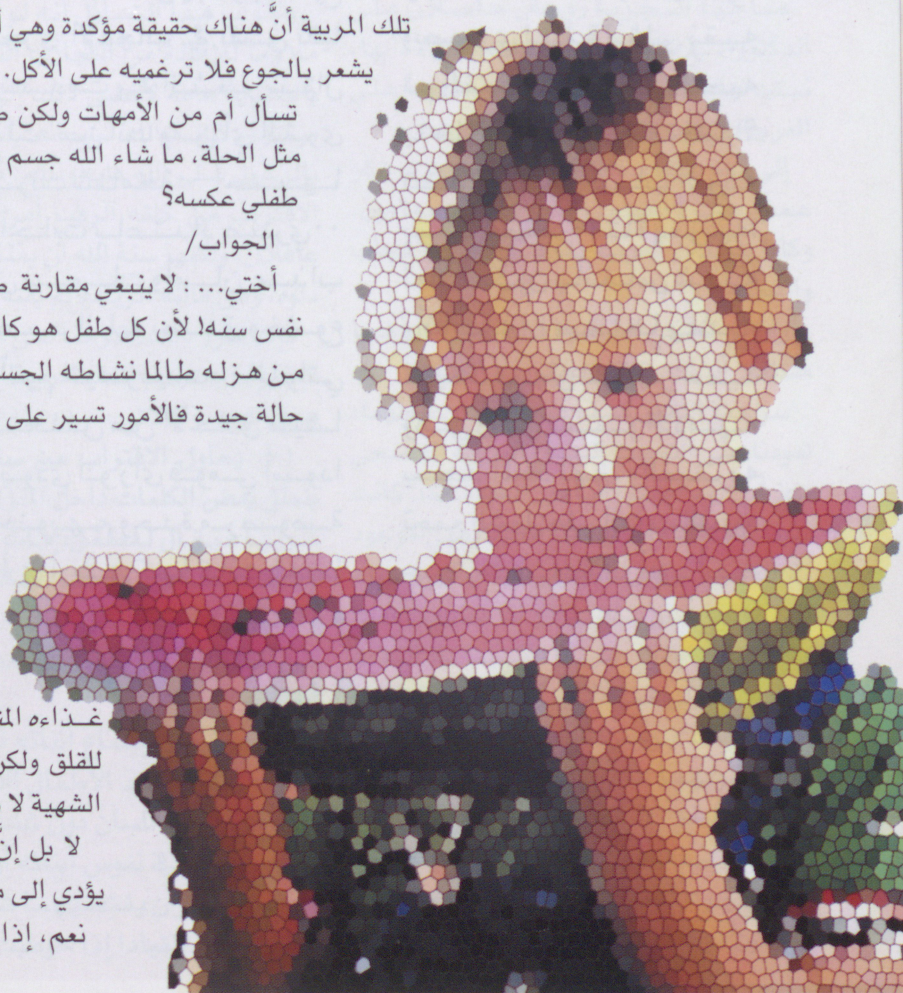 تلك المربية أنَّ هناك حقيقة مؤكدة وهي
يشعر بالجوع فلا ترغميه على الأكل.
تسأل أم من الأمهات ولكن
مثل الحلة، ما شاء الله جسم
طفلي عكسه؟
الجواب/
أختي...: لا ينبغي مقارنة
نفس سنه! لأن كل طفل هو
من هزله طالما نشاطه
حالة جيدة فالأمور تسير على
غذاءه
للقلق
الشهية لا
لا بل إنَّ
يؤدي إلى
نعم، إذا